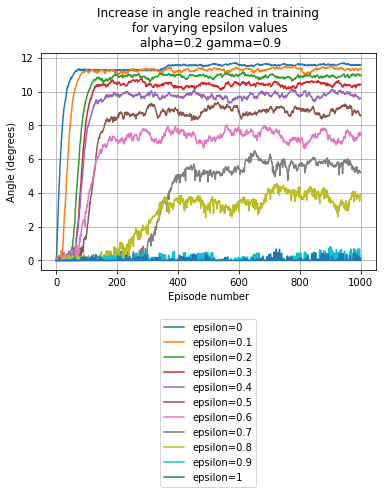 Increase in angle reached in training
for varying epsilon values
alpha=0.2 gamma=0.9
12
10
8
6
4
2
0
Angle (degrees)
0 200 400 600 800 1000
Episode number
epsilon=0
epsilon=0.1
epsilon=0.2
epsilon=0.3
epsilon=0.4
epsilon=0.5
epsilon=0.6
epsilon=0.7
epsilon=0.8
epsilon=0.9
epsilon=1